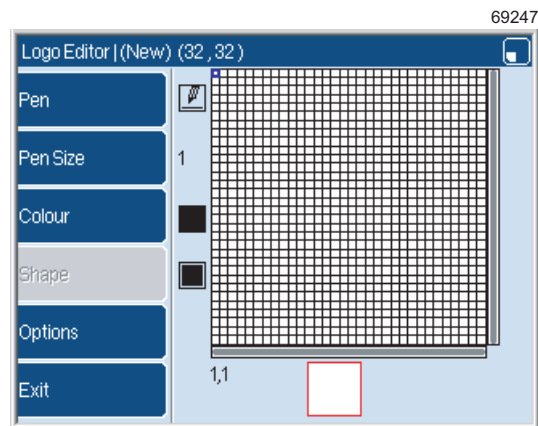 69247
Logo Editor | (New) (32 ,32 )
Pen
Pen Size
1
Colour
Shape
Options
Exit
1,1